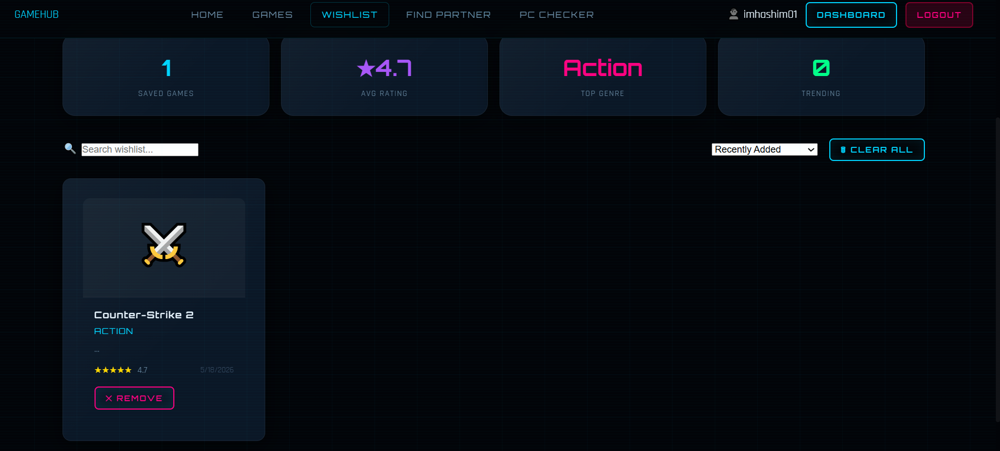 GAMEHUB HOME GAMES WISHLIST FIND PARTNER PC CHECKER imhashim01 DASHBOARD LOGOUT
1 ★4.7 Action 0
SAVED GAMES AVG RATING TOP GENRE TRENDING
Search wishlist... Recently Added CLEAR ALL
Counter-Strike 2
ACTION
...
★★★★★ 4.7 5/18/2026
✕ REMOVE